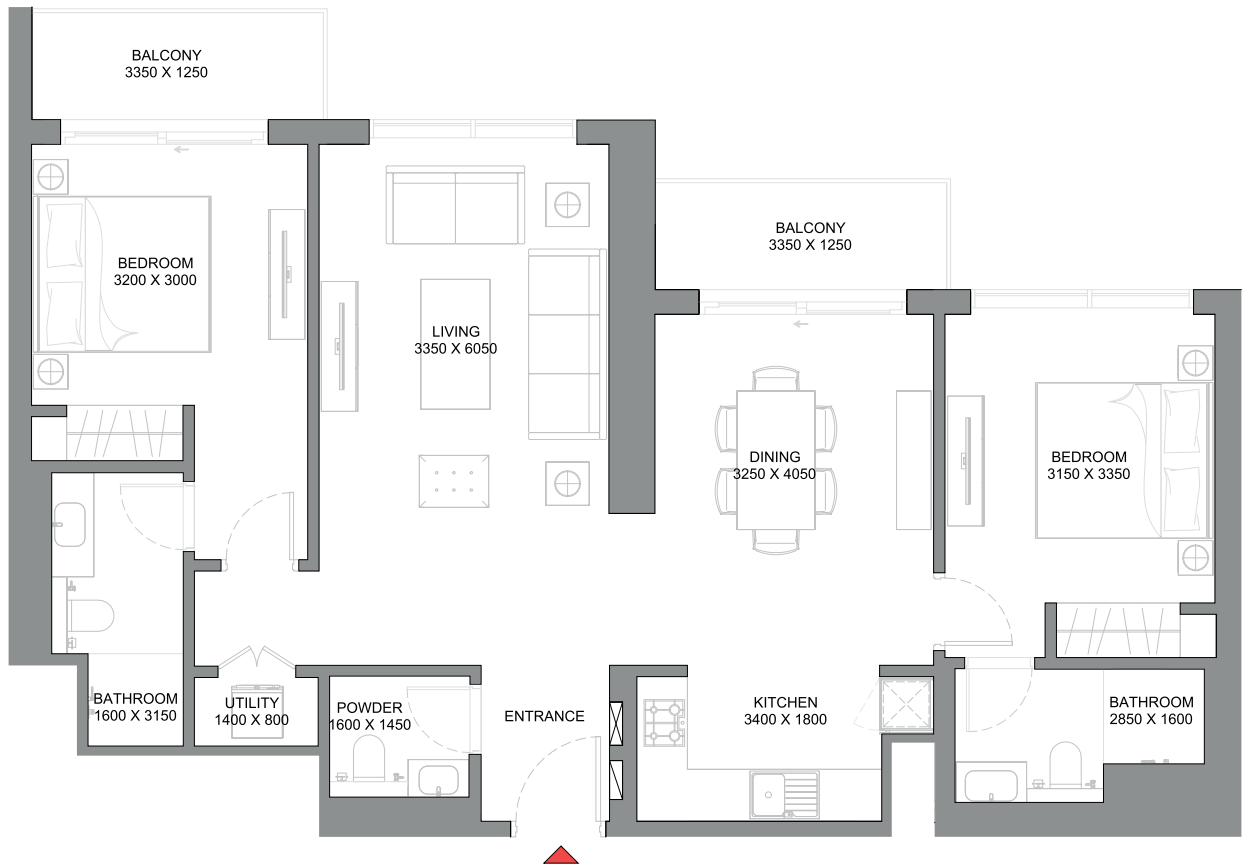 BALCONY
3350 X 1250
BALCONY
3350 X 1250
BEDROOM
3200 X 3000
LIVING
3350 X 6050
DINING
3250 X 4050
BEDROOM
3150 X 3350
BATHROOM
1600 X 3150
UTILITY
1400 X 800
POWDER
1600 X 1450
ENTRANCE
KITCHEN
3400 X 1800
BATHROOM
2850 X 1600